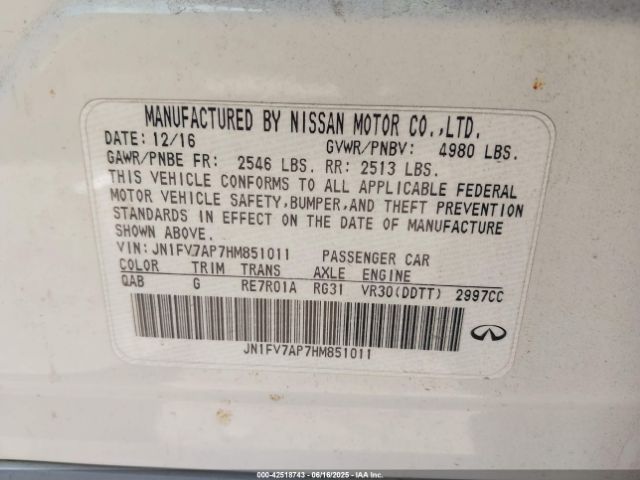 MANUFACTURED BY NISSAN MOTOR CO.,LTD.
DATE: 12/16 GVWR/PNBV: 4980 LBS.
GAWR/PNBE FR: 2546 LBS. RR: 2513 LBS.
THIS VEHICLE CONFORMS TO ALL APPLICABLE FEDERAL
MOTOR VEHICLE SAFETY,BUMPER,AND THEFT PREVENTION
STANDARDS IN EFFECT ON THE DATE OF MANUFACTURE
SHOWN ABOVE.
VIN: JN1FV7AP7HM851011 PASSENGER CAR
COLOR TRIM TRANS AXLE ENGINE
QAB G RE7R01A RG31 VR30(DDTT) 2997CC
JN1FV7AP7HM851011
000-42518743 - 06/16/2025 - IAA Inc.